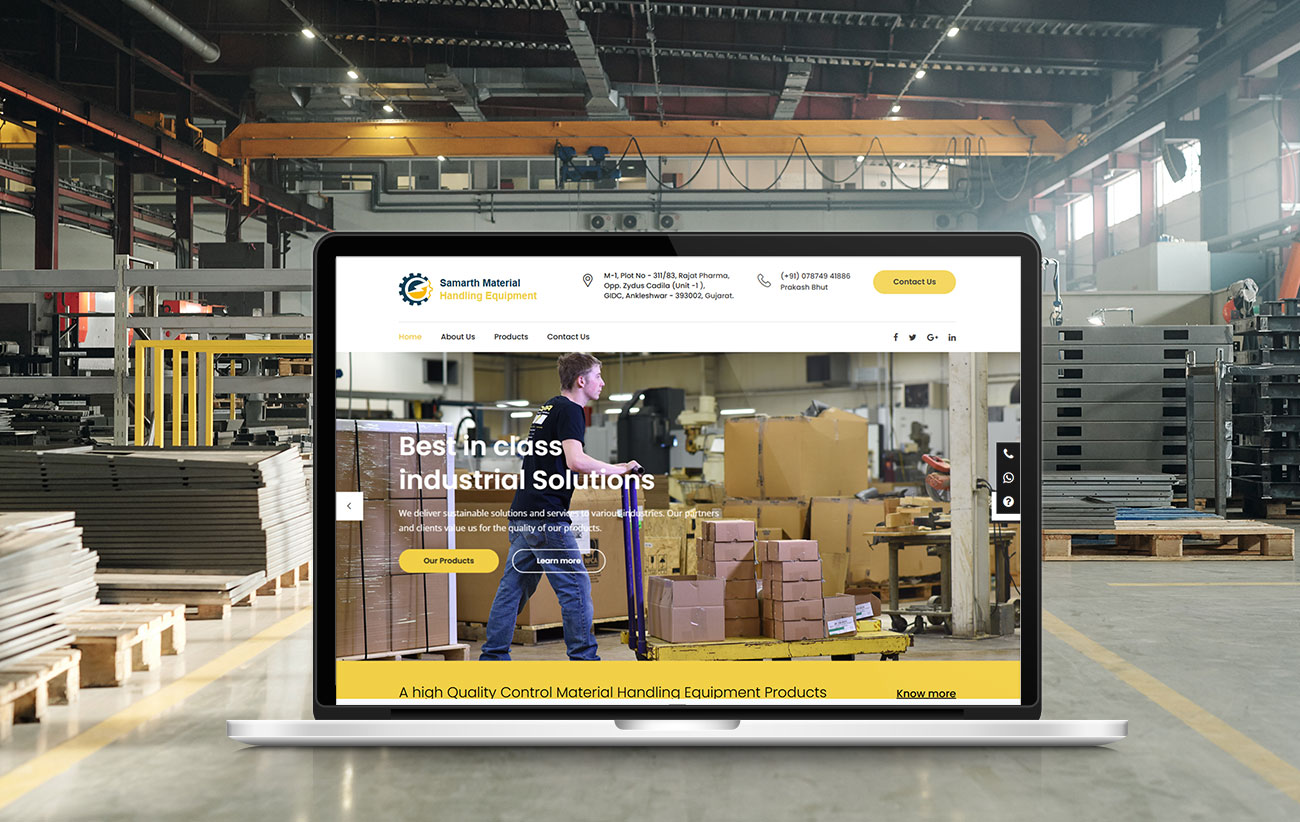 Samarth Material
Handling Equipment
M-1, Plot No - 311/83, Rajat Pharma,
Opp. Zydus Cadila (Unit -1 ),
GIDC, Ankleshwar - 393002, Gujarat.
(+91) 078749 41886
Prakash Bhut
Contact Us
Home
About Us
Products
Contact Us
Best in class
industrial Solutions
We deliver sustainable solutions and services to various industries. Our partners
and clients value us for the quality of our products.
Our Products
Learn more
A high Quality Control Material Handling Equipment Products
Know more